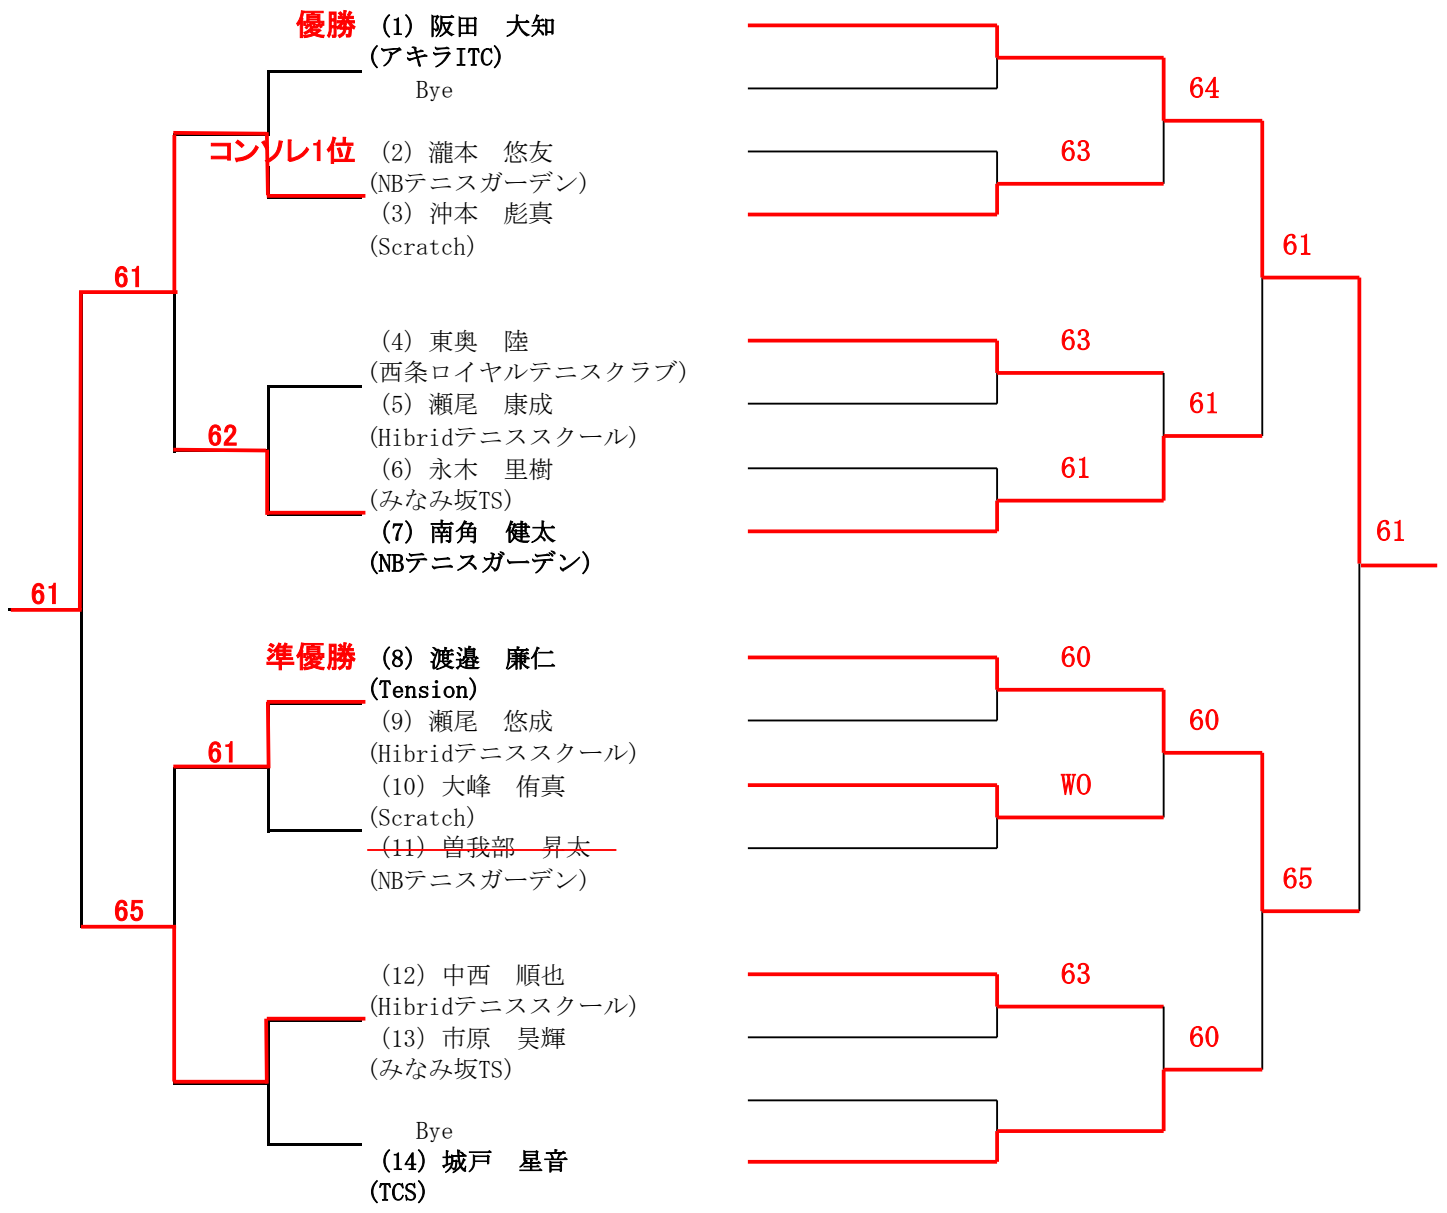 優勝 (1) 阪田　大知
(アキラITC)
64
Bye
コンソレ1位 (2) 瀧本　悠友
63
(NBテニスガーデン)
(3) 沖本　彪真
(Scratch)
61
61
(4) 東奥　陸
63
(西条ロイヤルテニスクラブ)
(5) 瀬尾　康成
61
62
(Hibridテニススクール)
(6) 永木　里樹
61
(みなみ坂TS)
(7) 南角　健太
61
(NBテニスガーデン)
61
準優勝 (8) 渡邉　廉仁
60
(Tension)
(9) 瀬尾　悠成
60
61
(Hibridテニススクール)
(10) 大峰　侑真
WO
(Scratch)
(11) 曽我部　昇太
(NBテニスガーデン)
65
65
(12) 中西　順也
63
(Hibridテニススクール)
(13) 市原　昊輝
60
(みなみ坂TS)
Bye
(14) 城戸　星音
(TCS)